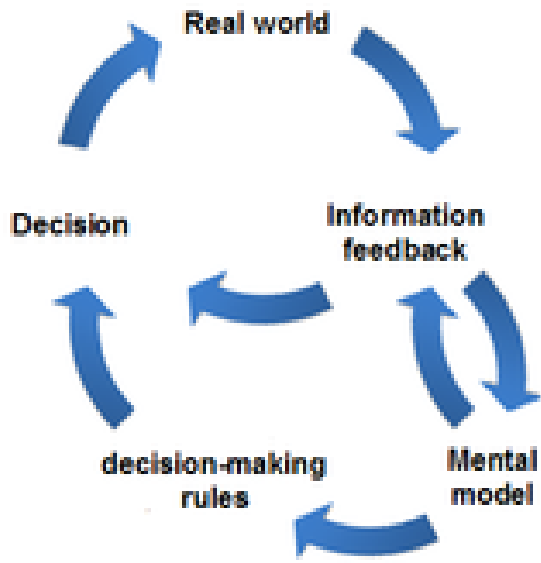 Real world
Decision
Information
feedback
decision-making
rules
Mental
model